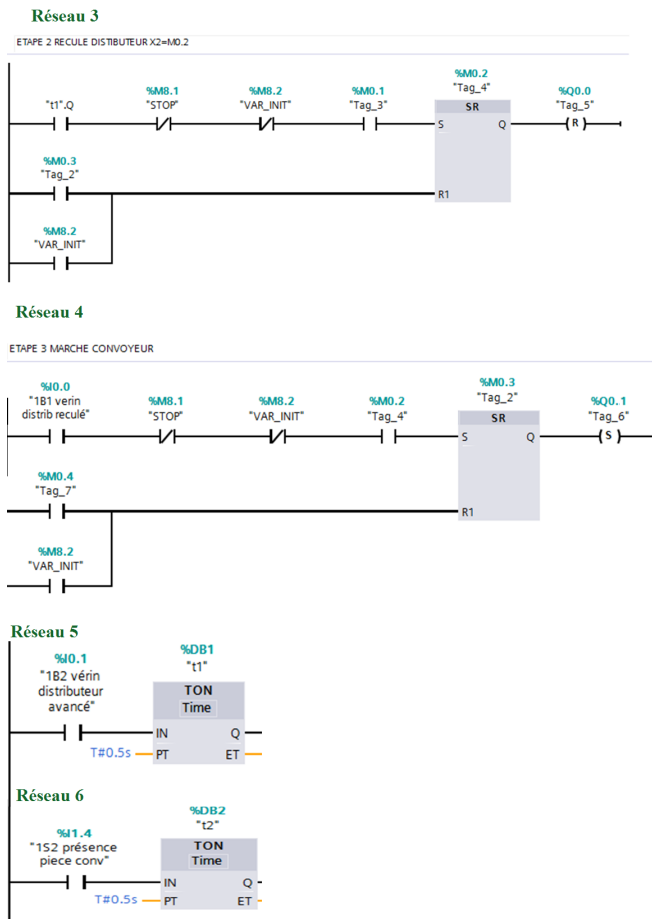 Réseau 3
ETAPE 2 RECULE DISTIBUTEUR X2=M0.2
%M0.2
"Tag_4"
%M8.1 %M8.2 %M0.1 %Q0.0
"t1".Q "STOP" "VAR_INIT" "Tag_3" SR "Tag_5"
S Q R
%M0.3
"Tag_2"
R1
%M8.2
"VAR_INIT"
Réseau 4
ETAPE 3 MARCHE CONVOYEUR
%I0.0 %M0.3
"1B1 verin %M8.1 %M8.2 %M0.2 "Tag_2" %Q0.1
distrib reculé" "STOP" "VAR_INIT" "Tag_4" SR "Tag_6"
S Q S
%M0.4
"Tag_7"
R1
%M8.2
"VAR_INIT"
Réseau 5
%I0.1 %DB1
"1B2 vérin "t1"
distributeur TON
avancé" Time
IN Q
T#0.5s PT ET
Réseau 6
%DB2
%I1.4 "t2"
"1S2 présence TON
piece conv" Time
IN Q
T#0.5s PT ET